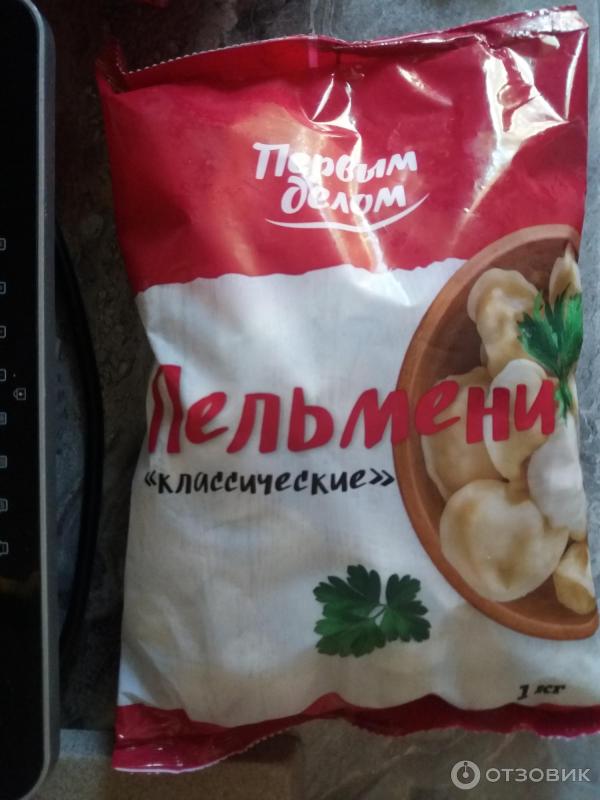 Первым
делом
Пельмени
«классические»
1 кг
ОТЗОВИК